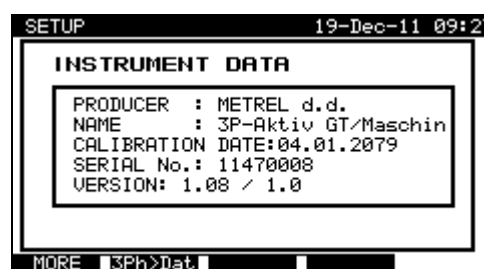 SETUP 19-Dec-11 09:2
INSTRUMENT DATA
PRODUCER : METREL d.d.
NAME : 3P-Aktiv GT/Maschin
CALIBRATION DATE:04.01.2079
SERIAL No.: 11470008
VERSION: 1.08 / 1.0
MORE 3Ph>Dat